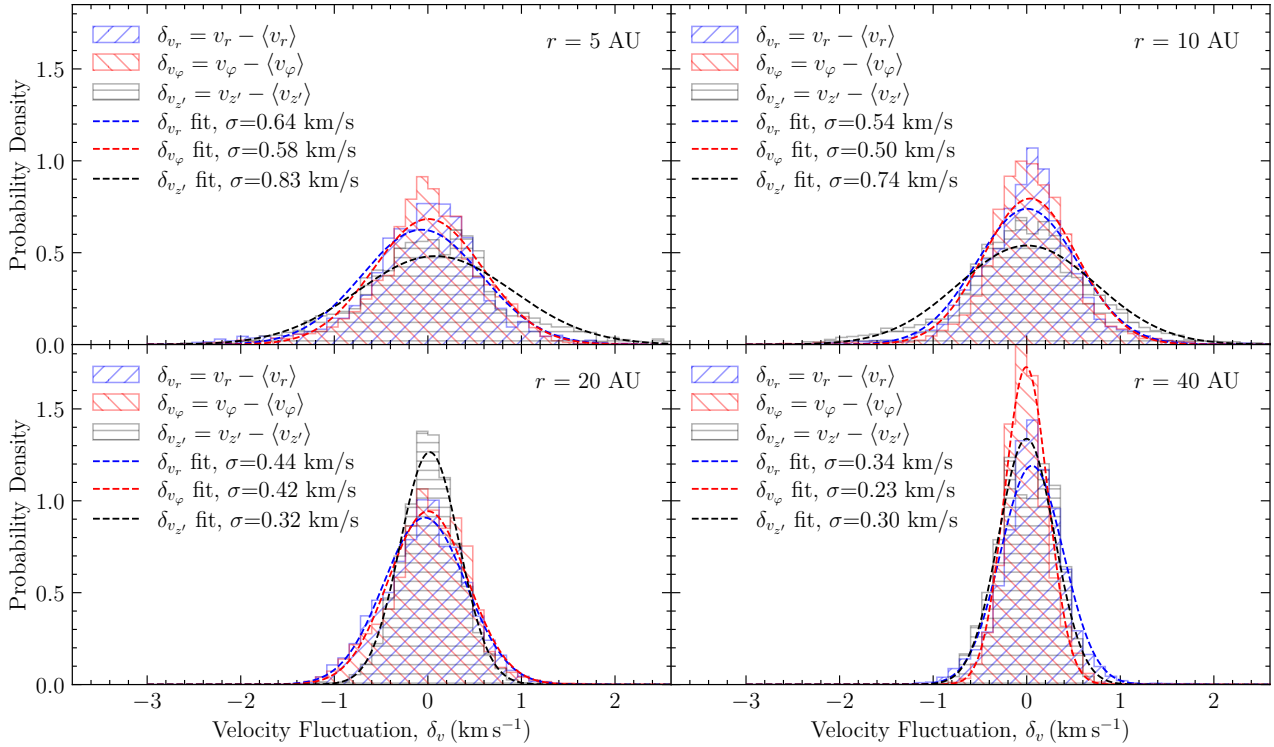 δ_{v_r} = v_r − ⟨v_r⟩
δ_{v_φ} = v_φ − ⟨v_φ⟩
δ_{v_{z′}} = v_{z′} − ⟨v_{z′}⟩
δ_{v_r} fit, σ=0.64 km/s
δ_{v_φ} fit, σ=0.58 km/s
δ_{v_{z′}} fit, σ=0.83 km/s
r = 5 AU
Probability Density
1.5
1.0
0.5
0.0
δ_{v_r} = v_r − ⟨v_r⟩
δ_{v_φ} = v_φ − ⟨v_φ⟩
δ_{v_{z′}} = v_{z′} − ⟨v_{z′}⟩
δ_{v_r} fit, σ=0.54 km/s
δ_{v_φ} fit, σ=0.50 km/s
δ_{v_{z′}} fit, σ=0.74 km/s
r = 10 AU
δ_{v_r} = v_r − ⟨v_r⟩
δ_{v_φ} = v_φ − ⟨v_φ⟩
δ_{v_{z′}} = v_{z′} − ⟨v_{z′}⟩
δ_{v_r} fit, σ=0.44 km/s
δ_{v_φ} fit, σ=0.42 km/s
δ_{v_{z′}} fit, σ=0.32 km/s
r = 20 AU
Probability Density
1.5
1.0
0.5
0.0
−3 −2 −1 0 1 2
Velocity Fluctuation, δ_v (km s⁻¹)
δ_{v_r} = v_r − ⟨v_r⟩
δ_{v_φ} = v_φ − ⟨v_φ⟩
δ_{v_{z′}} = v_{z′} − ⟨v_{z′}⟩
δ_{v_r} fit, σ=0.34 km/s
δ_{v_φ} fit, σ=0.23 km/s
δ_{v_{z′}} fit, σ=0.30 km/s
r = 40 AU
−3 −2 −1 0 1 2
Velocity Fluctuation, δ_v (km s⁻¹)